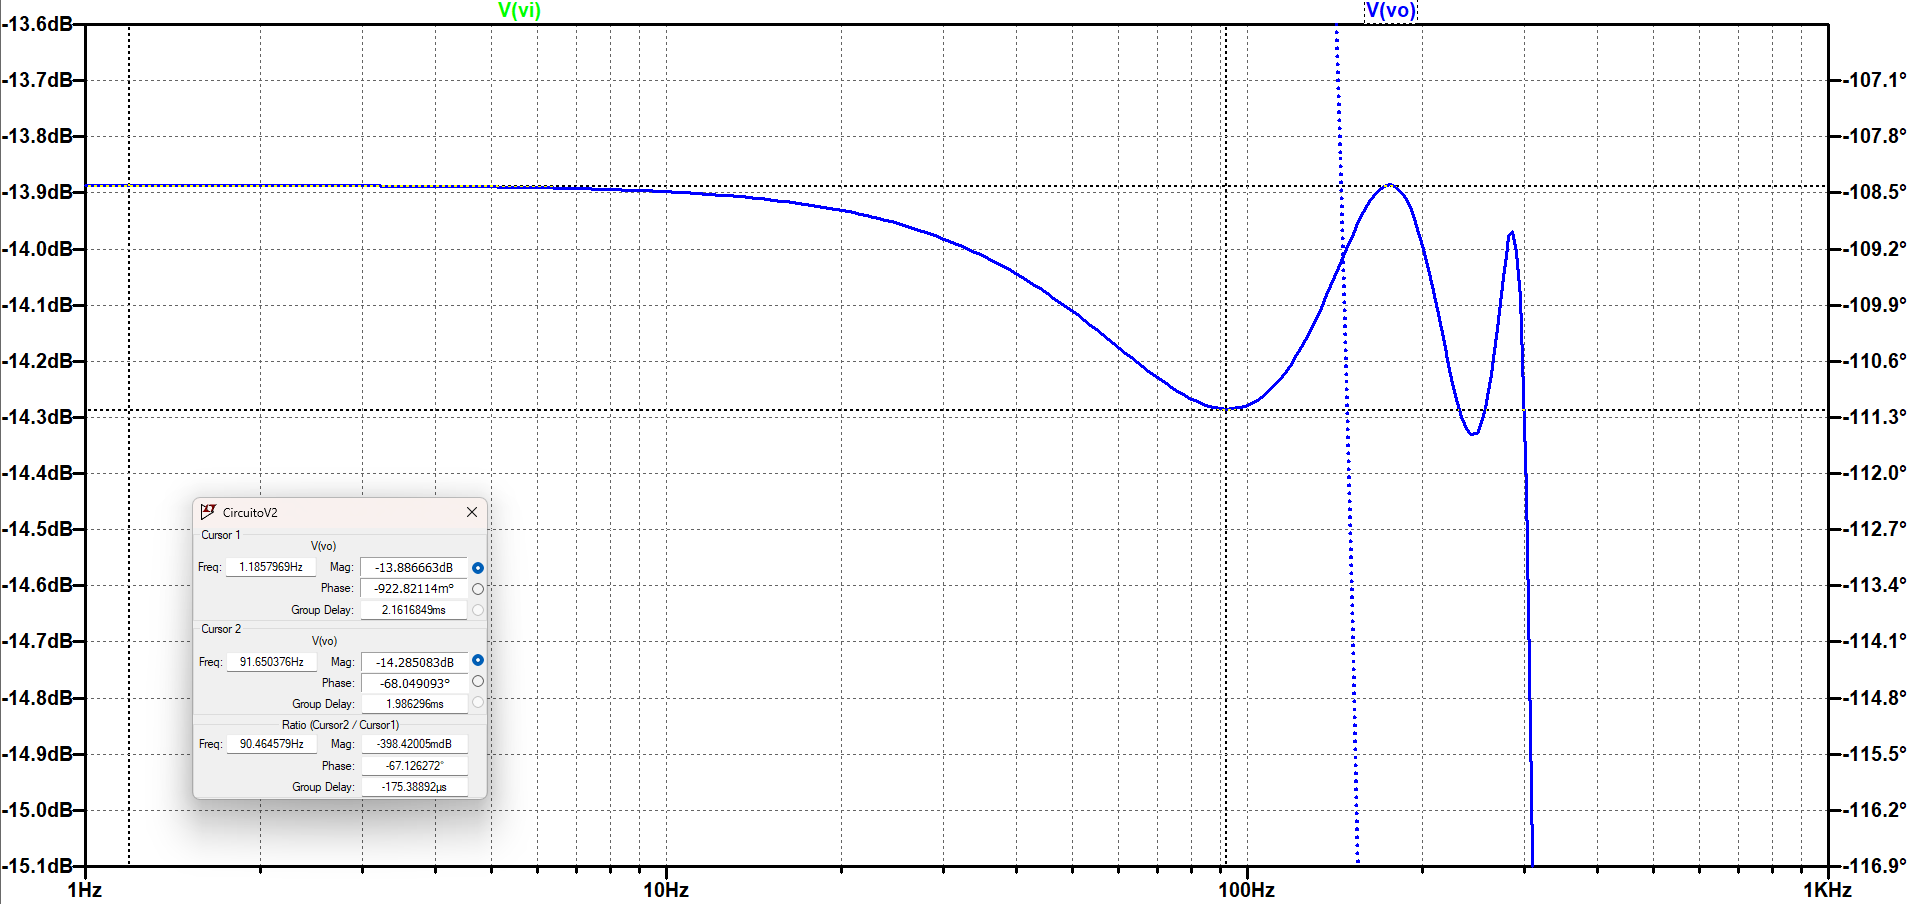 V(vi) V(vo)
-13.6dB
-13.7dB -107.1°
-13.8dB -107.8°
-13.9dB -108.5°
-14.0dB -109.2°
-14.1dB -109.9°
-14.2dB -110.6°
-14.3dB -111.3°
-14.4dB -112.0°
-14.5dB -112.7°
-14.6dB -113.4°
-14.7dB -114.1°
-14.8dB -114.8°
-14.9dB -115.5°
-15.0dB -116.2°
-15.1dB -116.9°
1Hz 10Hz 100Hz 1KHz
CircuitoV2
Cursor 1
V(vo)
Freq: 1.1857969Hz Mag: -13.886663dB
Phase: -922.82114m°
Group Delay: 2.1616849ms
Cursor 2
V(vo)
Freq: 91.650376Hz Mag: -14.285083dB
Phase: -68.049093°
Group Delay: 1.986296ms
Ratio (Cursor2 / Cursor1)
Freq: 90.464579Hz Mag: -398.42005mdB
Phase: -67.126272°
Group Delay: -175.38892µs